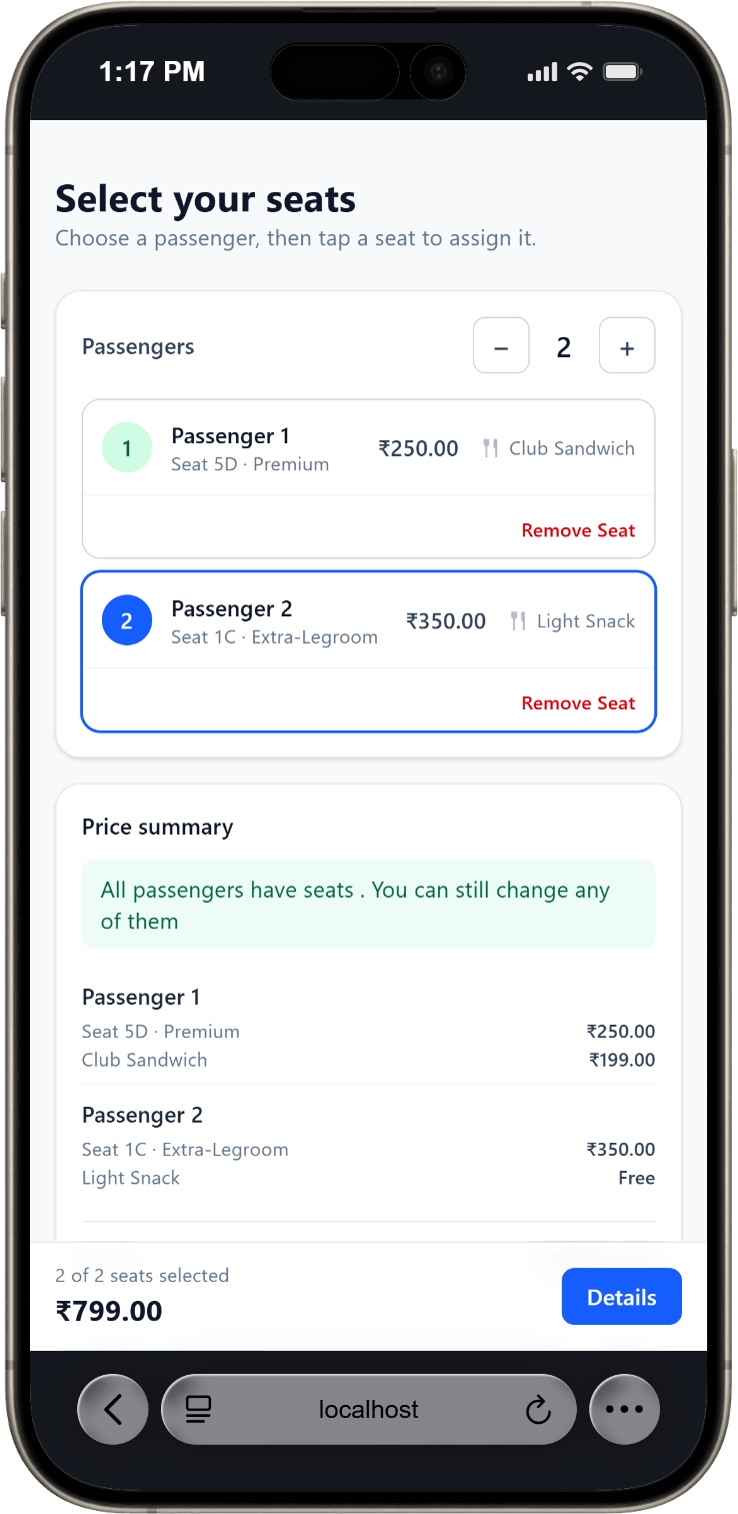 1:17 PM
Select your seats
Choose a passenger, then tap a seat to assign it.
Passengers
− 2 +
1 Passenger 1 ₹250.00 Club Sandwich
Seat 5D · Premium
Remove Seat
2 Passenger 2 ₹350.00 Light Snack
Seat 1C · Extra-Legroom
Remove Seat
Price summary
All passengers have seats . You can still change any
of them
Passenger 1
Seat 5D · Premium ₹250.00
Club Sandwich ₹199.00
Passenger 2
Seat 1C · Extra-Legroom ₹350.00
Light Snack Free
2 of 2 seats selected
₹799.00
Details
localhost